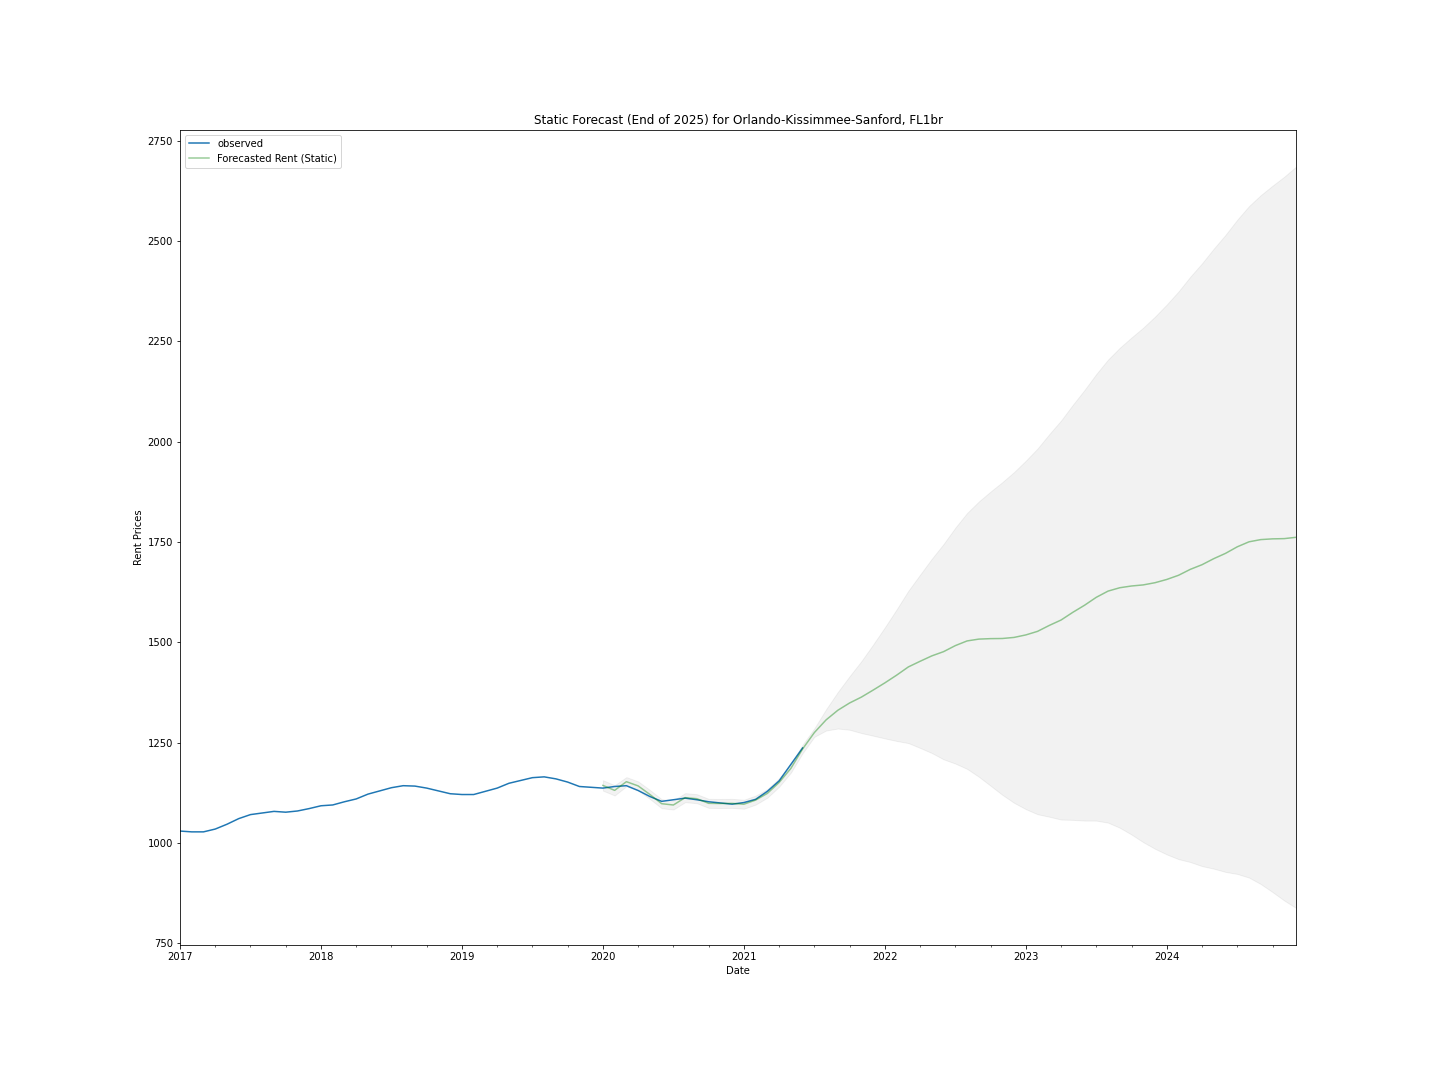 Static Forecast (End of 2025) for Orlando-Kissimmee-Sanford, FL1br
observed
Forecasted Rent (Static)
2750
2500
2250
2000
1750
1500
1250
1000
750
Rent Prices
2017 2018 2019 2020 2021 2022 2023 2024
Date